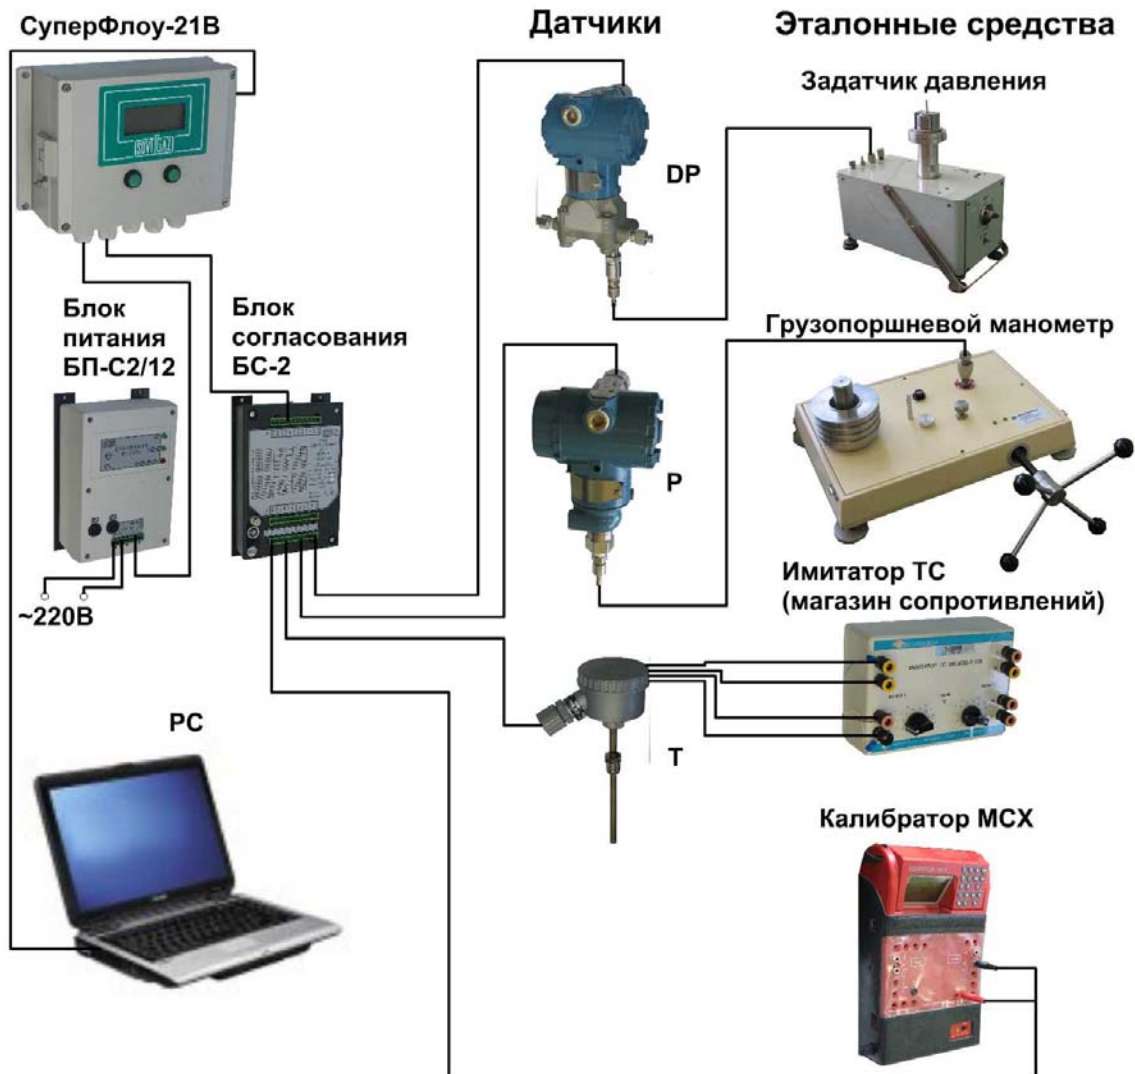 СуперФлоу-21В
Датчики
Эталонные средства
Задатчик давления
DP
Грузопоршневой манометр
Блок
питания
БП-С2/12
Блок
согласования
БС-2
P
~220В
Имитатор ТС
(магазин сопротивлений)
T
PC
Калибратор МСХ